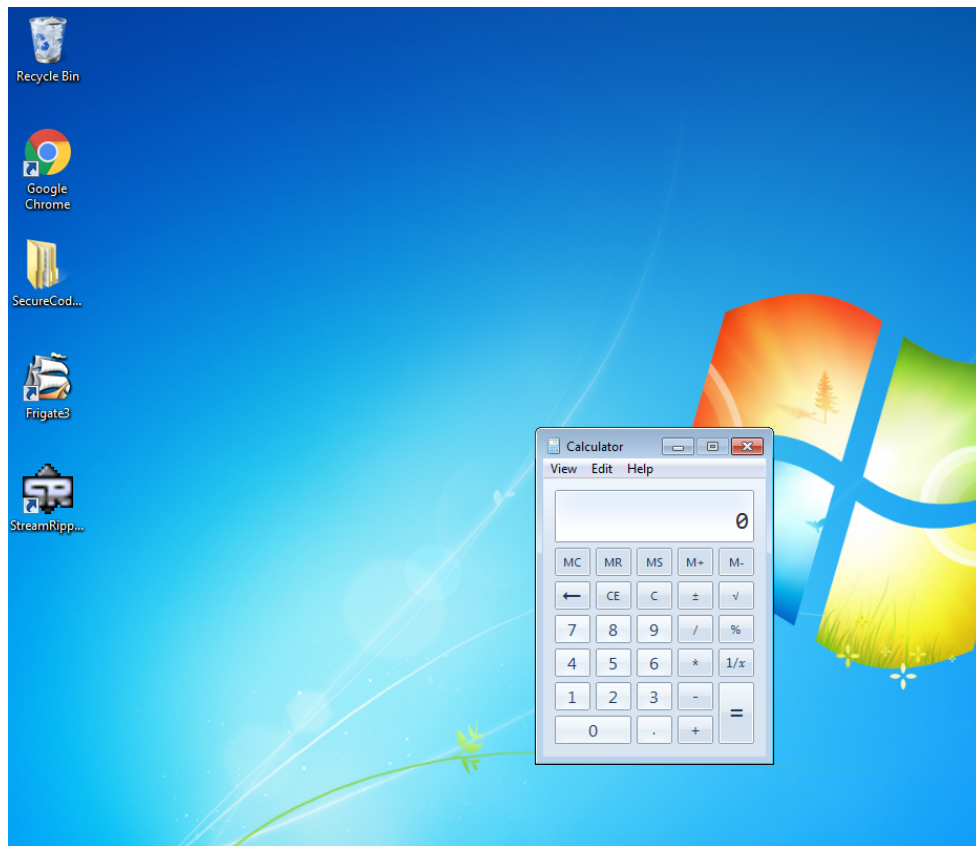 Recycle Bin
Google
Chrome
SecureCod...
Frigate3
StreamRipp...
Calculator
View Edit Help
0
MC MR MS M+ M-
← CE C ± √
7 8 9 / %
4 5 6 * 1/x
1 2 3 - =
0 . +